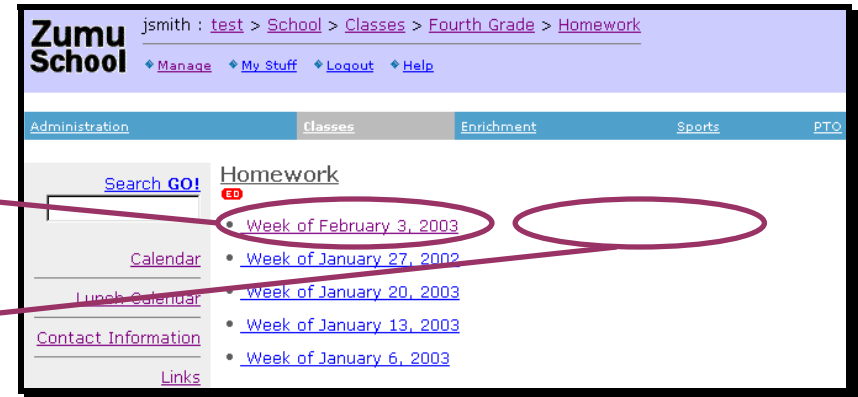 Zumu School
jsmith : test > School > Classes > Fourth Grade > Homework
Manage My Stuff Logout Help
Administration Classes Enrichment Sports PTO
Search GO!
Calendar
Lunch Calendar
Contact Information
Links
Homework
ED
• Week of February 3, 2003
• Week of January 27, 2002
• Week of January 20, 2003
• Week of January 13, 2003
• Week of January 6, 2003